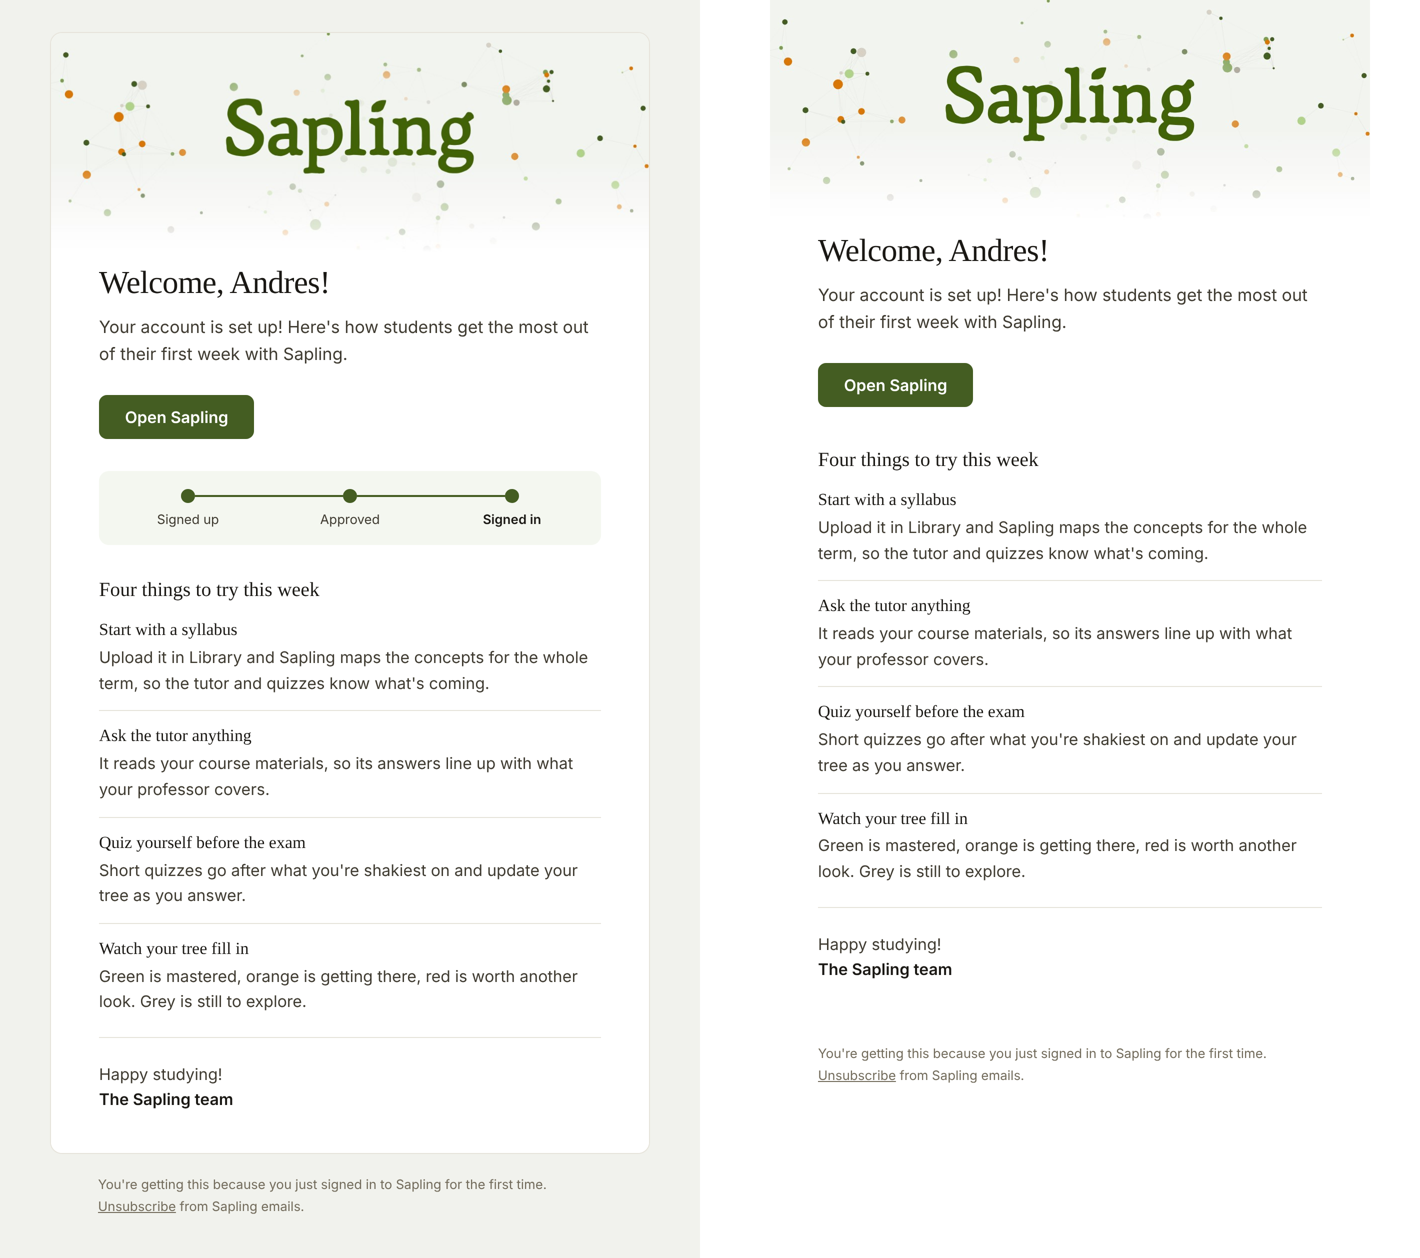 Sapling
Welcome, Andres!
Your account is set up! Here's how students get the most out
of their first week with Sapling.
Open Sapling
Signed up
Approved
Signed in
Four things to try this week
Start with a syllabus
Upload it in Library and Sapling maps the concepts for the whole
term, so the tutor and quizzes know what's coming.
Ask the tutor anything
It reads your course materials, so its answers line up with what
your professor covers.
Quiz yourself before the exam
Short quizzes go after what you're shakiest on and update your
tree as you answer.
Watch your tree fill in
Green is mastered, orange is getting there, red is worth another
look. Grey is still to explore.
Happy studying!
The Sapling team
You're getting this because you just signed in to Sapling for the first time.
Unsubscribe from Sapling emails.
Sapling
Welcome, Andres!
Your account is set up! Here's how students get the most out
of their first week with Sapling.
Open Sapling
Four things to try this week
Start with a syllabus
Upload it in Library and Sapling maps the concepts for the whole
term, so the tutor and quizzes know what's coming.
Ask the tutor anything
It reads your course materials, so its answers line up with what
your professor covers.
Quiz yourself before the exam
Short quizzes go after what you're shakiest on and update your
tree as you answer.
Watch your tree fill in
Green is mastered, orange is getting there, red is worth another
look. Grey is still to explore.
Happy studying!
The Sapling team
You're getting this because you just signed in to Sapling for the first time.
Unsubscribe from Sapling emails.